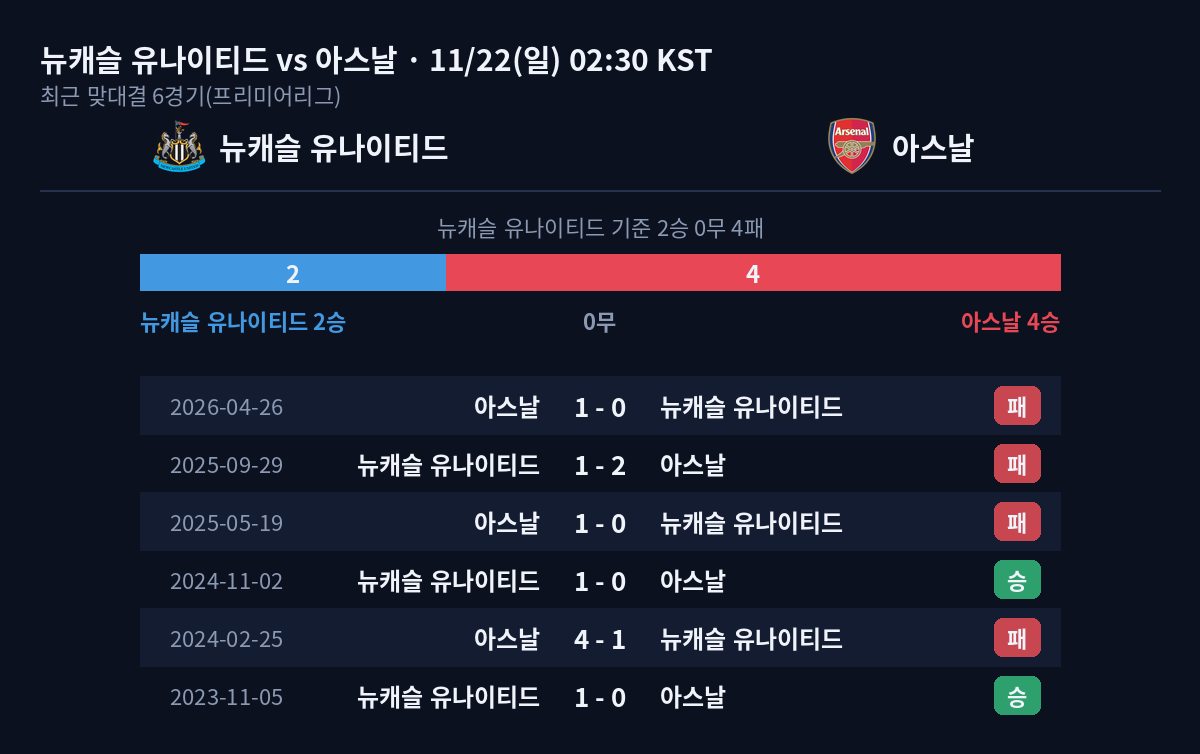 뉴캐슬 유나이티드 vs 아스날 · 11/22(일) 02:30 KST
최근 맞대결 6경기(프리미어리그)
뉴캐슬 유나이티드
Arsenal
아스날
뉴캐슬 유나이티드 기준 2승 0무 4패
2 4
뉴캐슬 유나이티드 2승 0무 아스날 4승
2026-04-26 아스날 1 - 0 뉴캐슬 유나이티드 패
2025-09-29 뉴캐슬 유나이티드 1 - 2 아스날 패
2025-05-19 아스날 1 - 0 뉴캐슬 유나이티드 패
2024-11-02 뉴캐슬 유나이티드 1 - 0 아스날 승
2024-02-25 아스날 4 - 1 뉴캐슬 유나이티드 패
2023-11-05 뉴캐슬 유나이티드 1 - 0 아스날 승